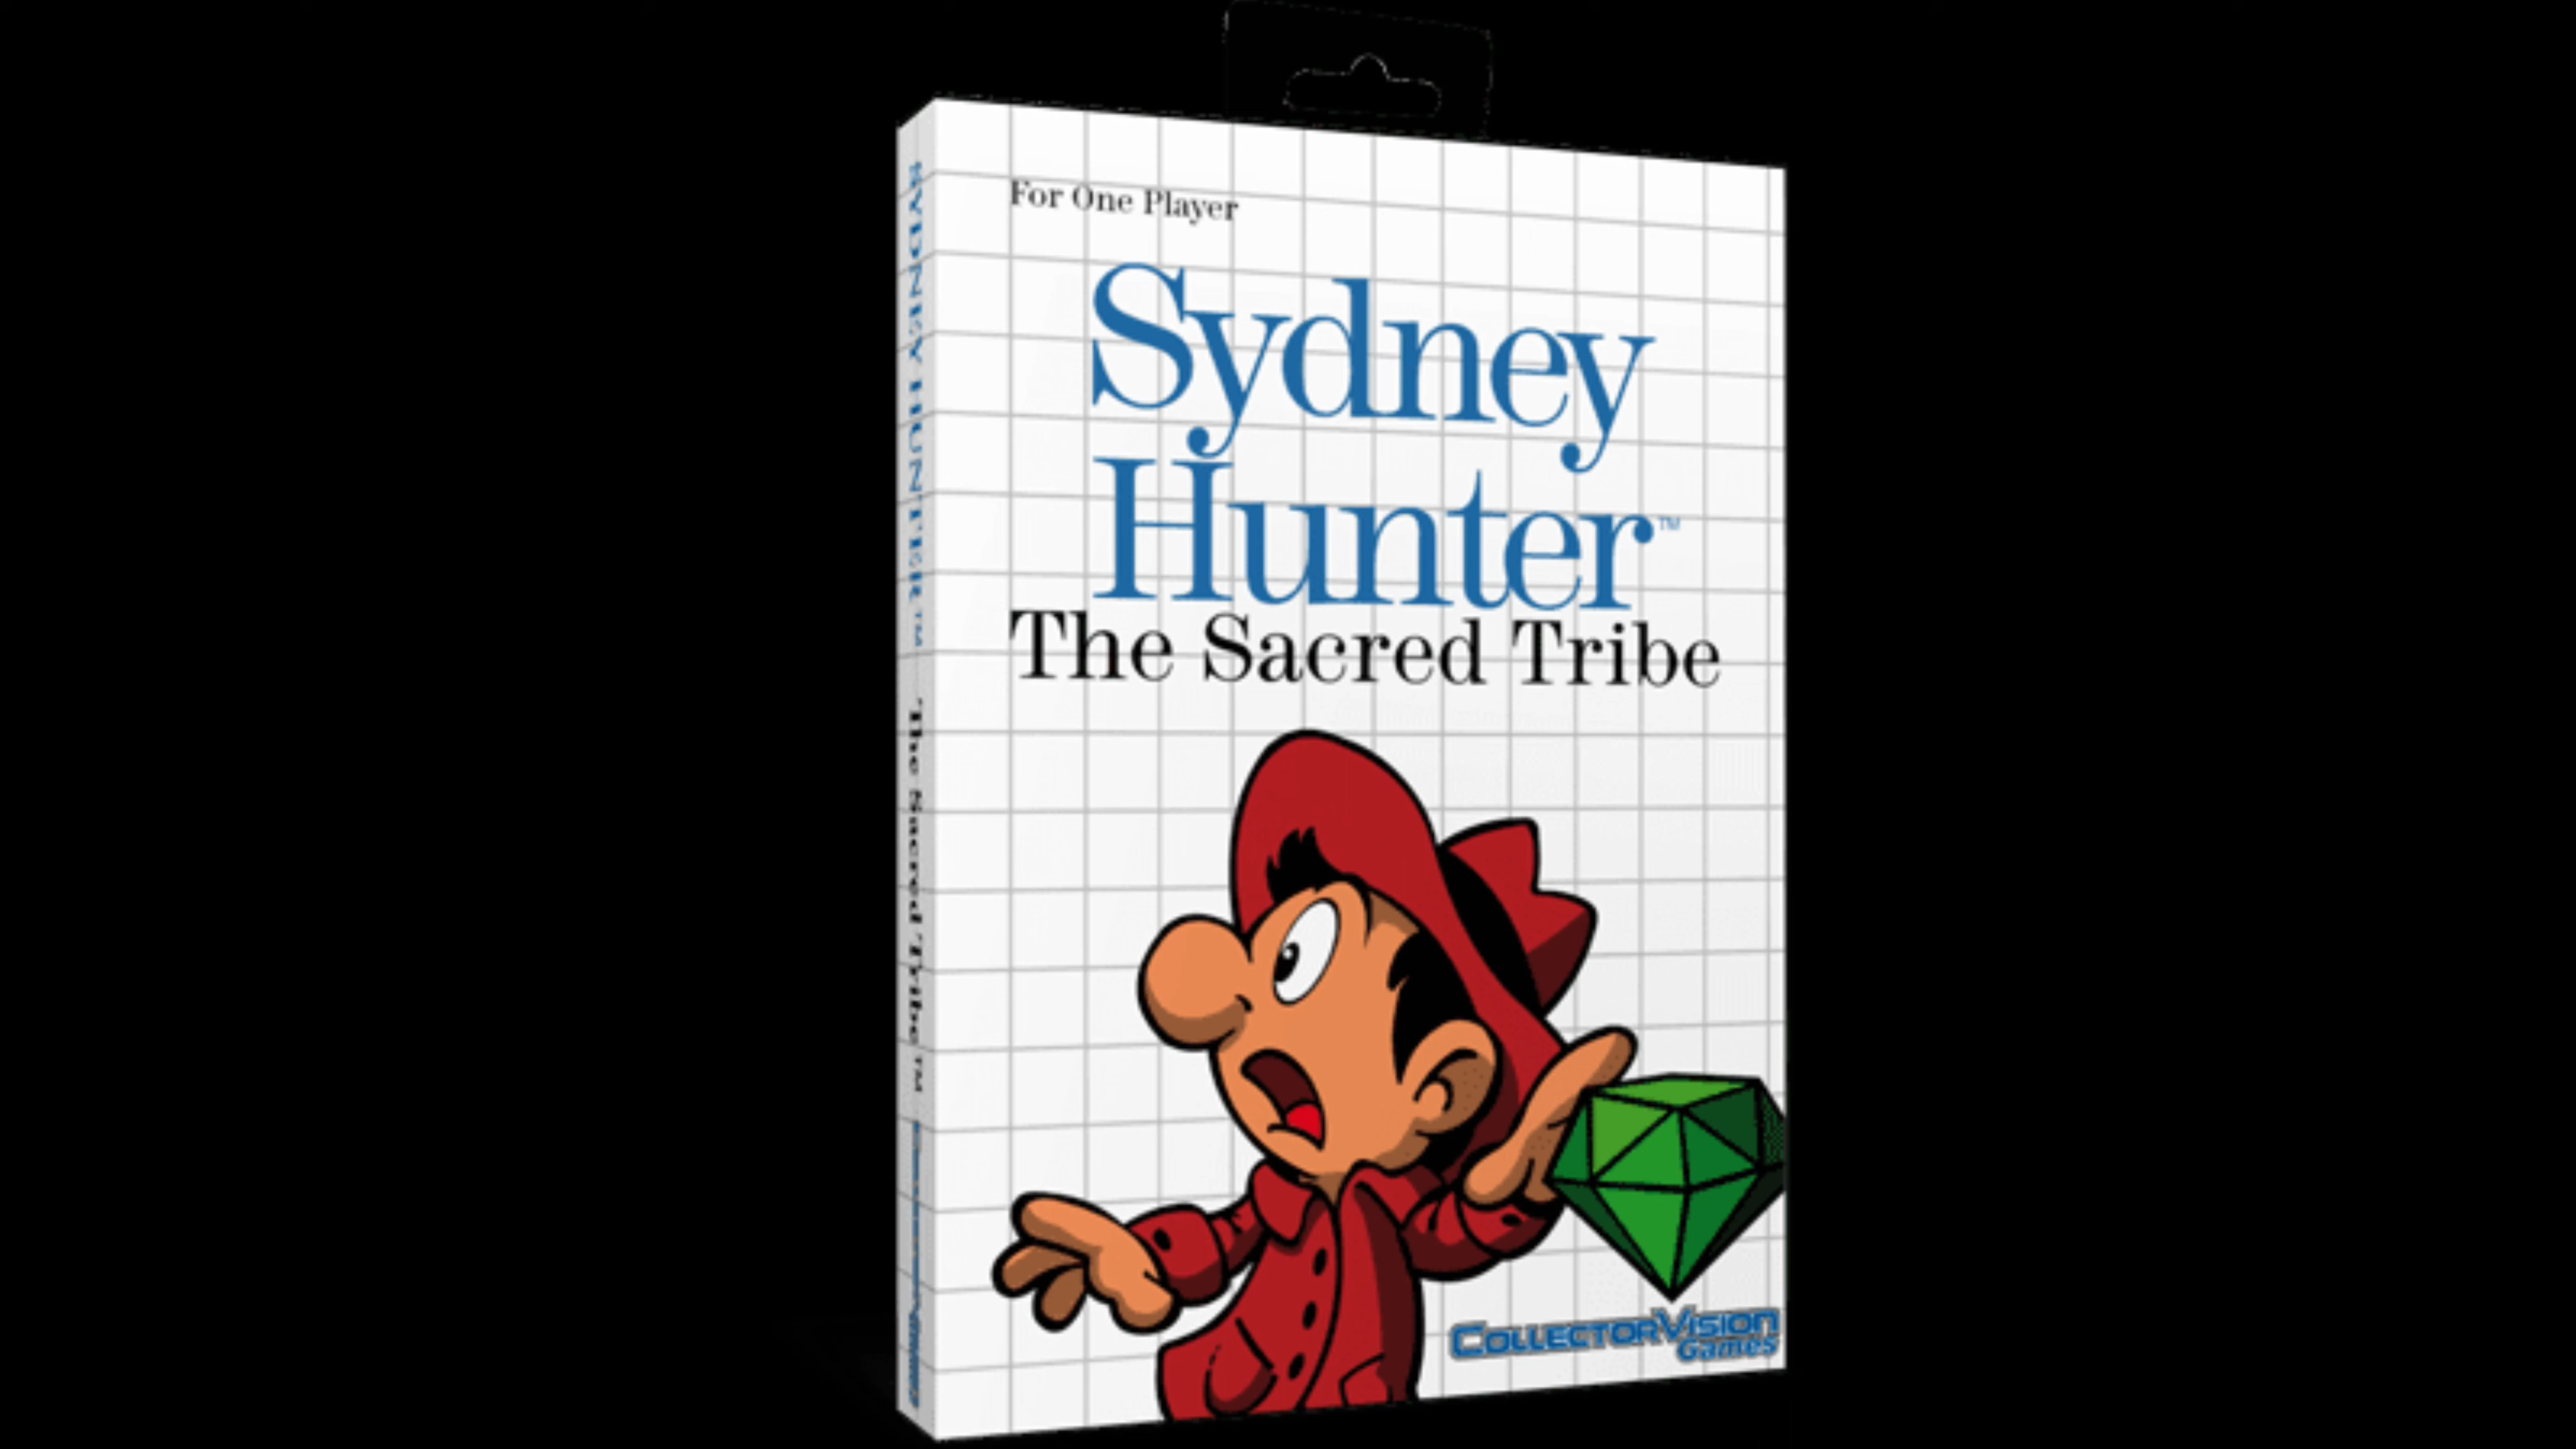 For One Player
Sydney
Hunter™
The Sacred Tribe
COLLECTORVISION
Games
SYDNEY HUNTER™ The Sacred Tribe™